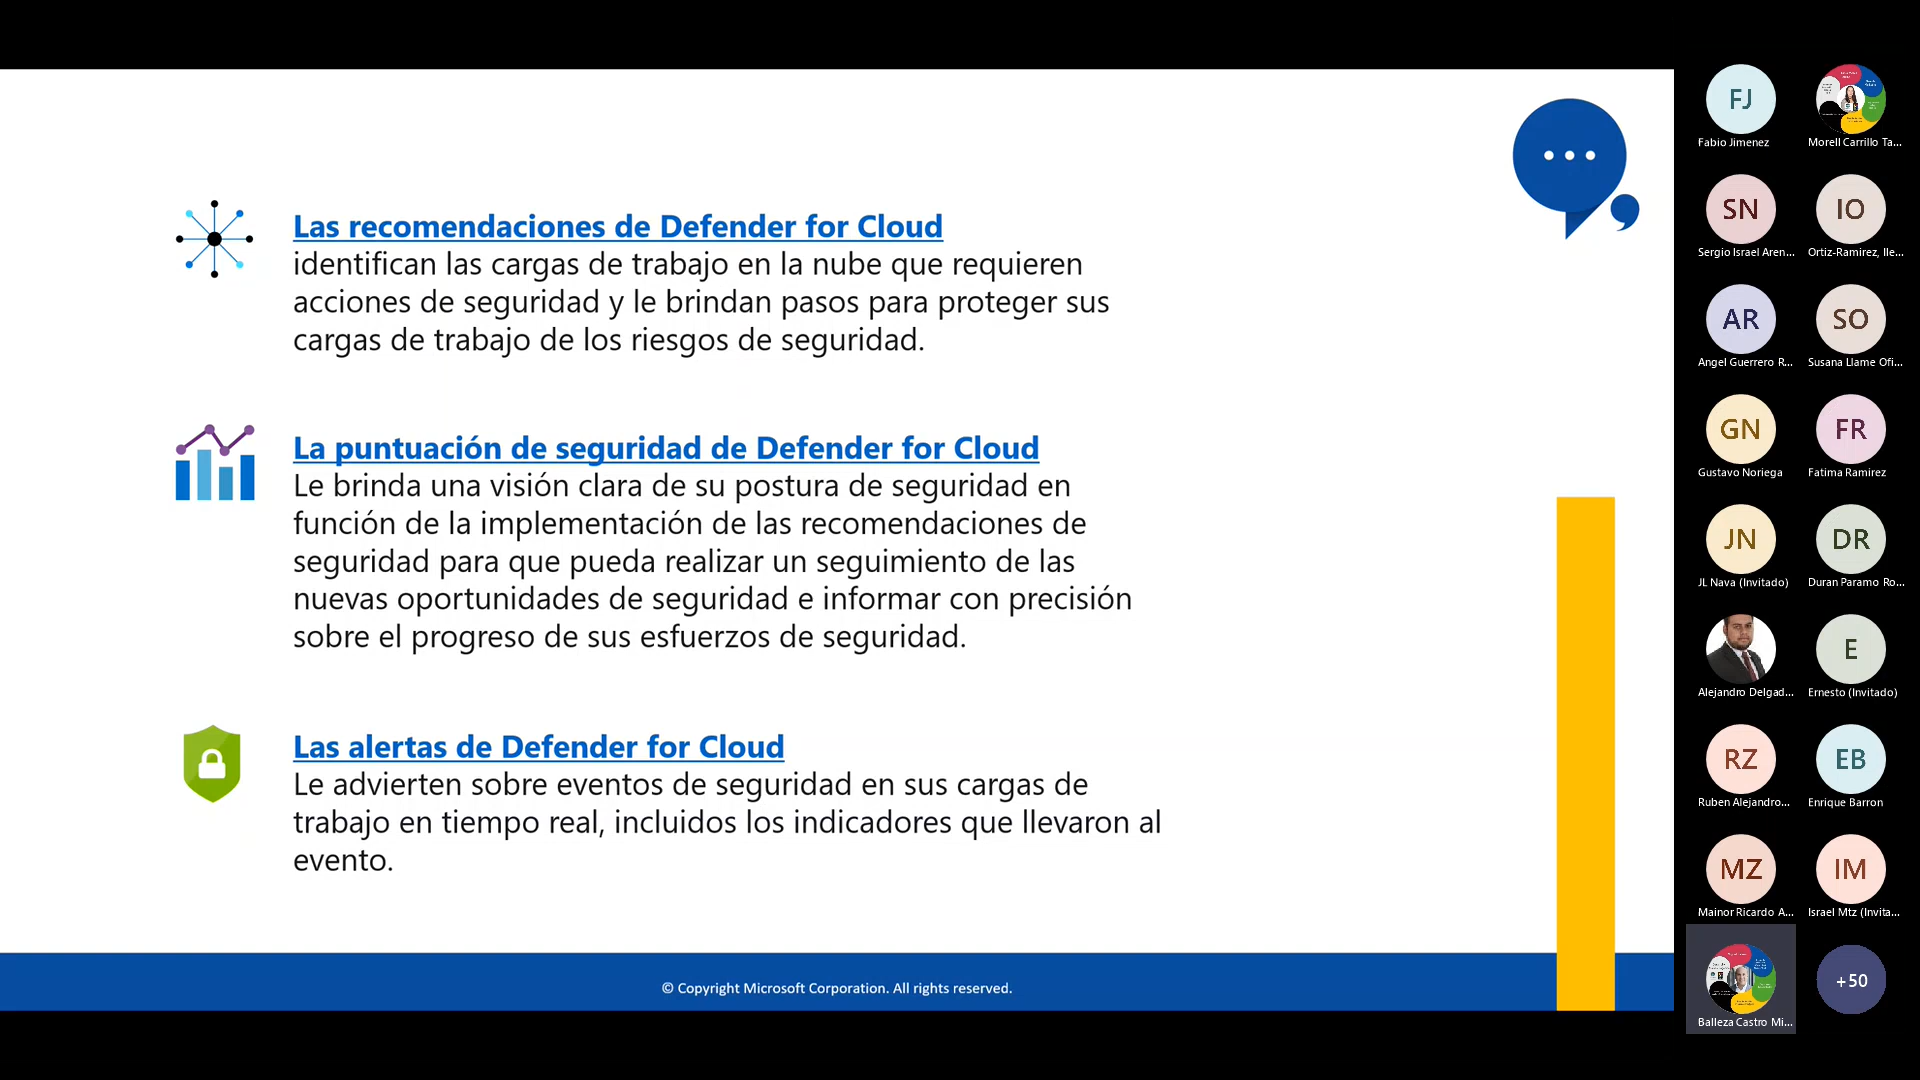 Las recomendaciones de Defender for Cloud
identifican las cargas de trabajo en la nube que requieren
acciones de seguridad y le brindan pasos para proteger sus
cargas de trabajo de los riesgos de seguridad.
La puntuación de seguridad de Defender for Cloud
Le brinda una visión clara de su postura de seguridad en
función de la implementación de las recomendaciones de
seguridad para que pueda realizar un seguimiento de las
nuevas oportunidades de seguridad e informar con precisión
sobre el progreso de sus esfuerzos de seguridad.
Las alertas de Defender for Cloud
Le advierten sobre eventos de seguridad en sus cargas de
trabajo en tiempo real, incluidos los indicadores que llevaron al
evento.
© Copyright Microsoft Corporation. All rights reserved.
FJ
Fabio Jimenez
Morell Carrillo Ta...
SN
Sergio Israel Aren...
IO
Ortiz-Ramirez, Ile...
AR
Angel Guerrero R...
SO
Susana Llame Ofi...
GN
Gustavo Noriega
FR
Fatima Ramirez
JN
JL Nava (Invitado)
DR
Duran Paramo Ro...
Alejandro Delgad...
E
Ernesto (Invitado)
RZ
Ruben Alejandro...
EB
Enrique Barron
MZ
Mainor Ricardo A...
IM
Israel Mtz (Invita...
Balleza Castro Mi...
+50